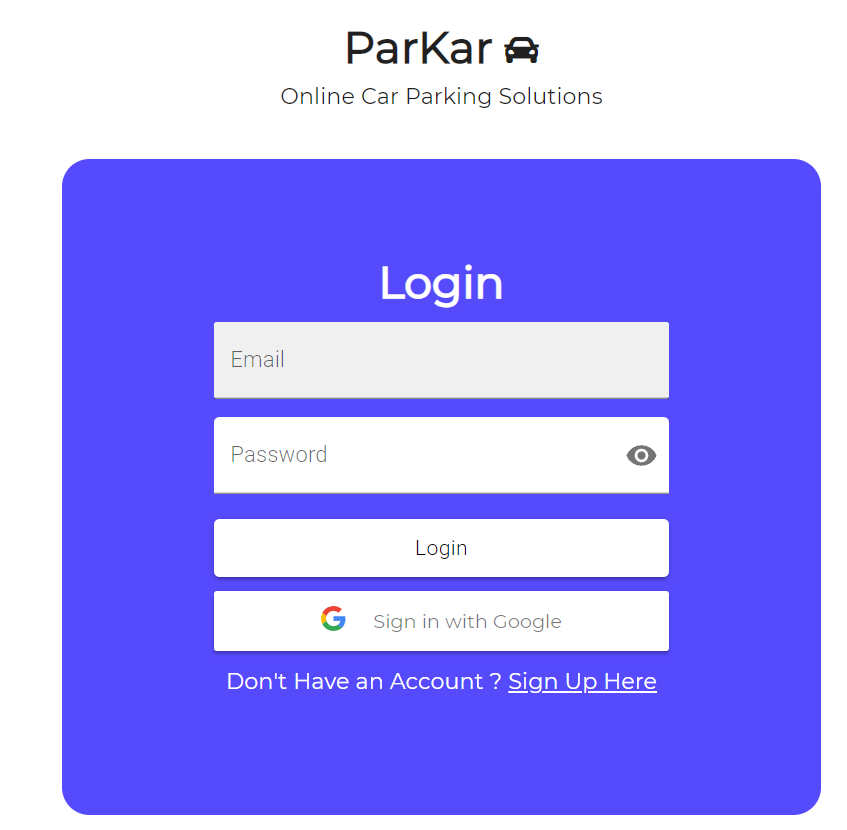 ParKar
Online Car Parking Solutions
Login
Email
Password
Login
Sign in with Google
Don't Have an Account ? Sign Up Here